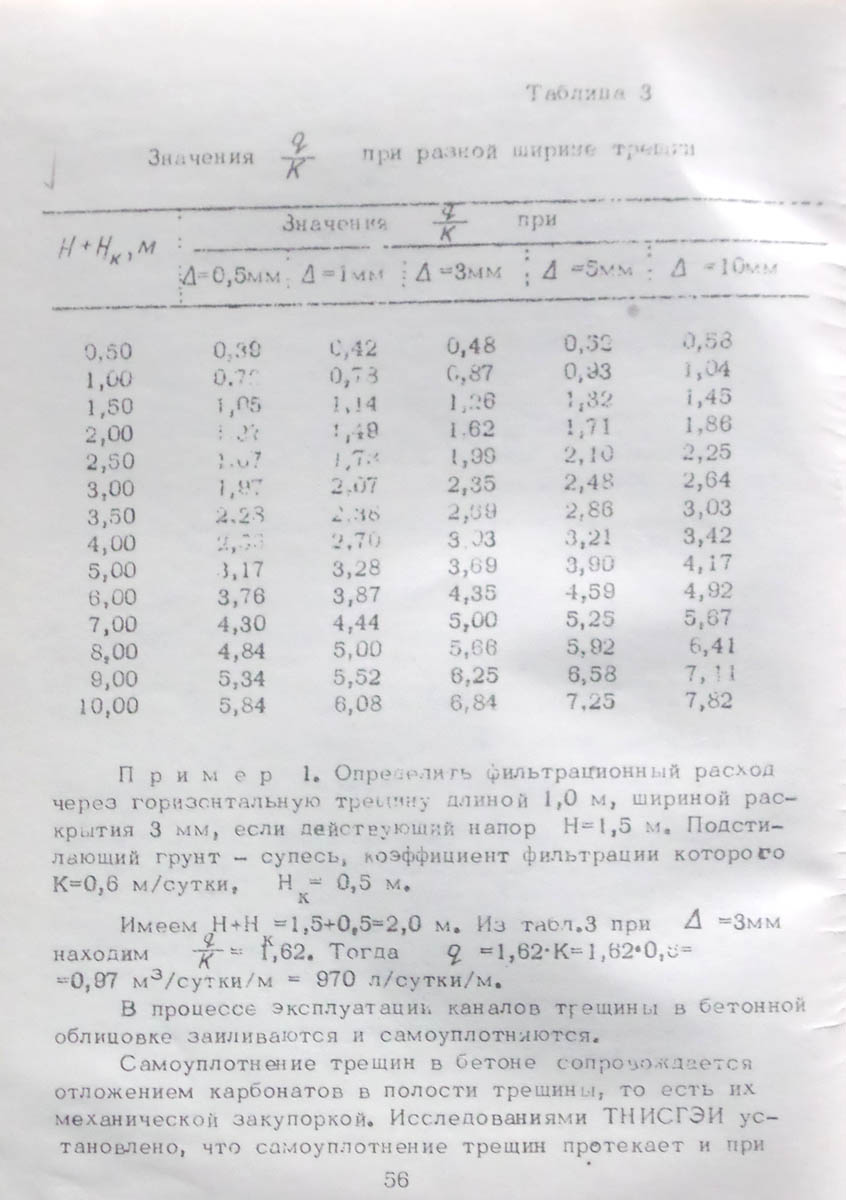 Таблица 3
Значения q/K при разной ширине трещин
H + Hк, м
Значения q/K при
Δ=0,5мм Δ=1мм Δ=3мм Δ=5мм Δ=10мм
0,50 0,39 0,42 0,48 0,52 0,58
1,00 0,78 0,87 0,93 1,04
1,50 1,05 1,14 1,26 1,32 1,45
2,00 1,49 1.62 1,71 1,86
2,50 1,99 2,10 2,25
3,00 1,97 2,07 2,35 2,48 2,64
3,50 2,28 2,69 2,86 3,03
4,00 2,70 3,03 3,21 3,42
5,00 3,17 3,28 3,69 3,90 4,17
6,00 3,76 3,87 4,35 4,59 4,92
7,00 4,30 4,44 5,00 5,25 5,67
8,00 4,84 5,00 5,66 5,92 6,41
9,00 5,34 5,52 6,25 6,58 7,11
10,00 5,84 6,08 6,84 7,25 7,82
Пример 1. Определить фильтрационный расход
через горизонтальную трещину длиной 1,0 м, шириной рас-
крытия 3 мм, если действующий напор H=1,5 м. Подсти-
лающий грунт – супесь, коэффициент фильтрации которого
К=0,6 м/сутки, Hк = 0,5 м.
Имеем H+Hк =1,5+0,5=2,0 м. Из табл.3 при Δ =3мм
находим q/K = 1,62. Тогда q =1,62·К=1,62·0,6=
=0,97 м³/сутки/м = 970 л/сутки/м.
В процессе эксплуатации каналов трещины в бетонной
облицовке заиливаются и самоуплотняются.
Самоуплотнение трещин в бетоне сопровождается
отложением карбонатов в полости трещины, то есть их
механической закупоркой. Исследованиями ТНИСГЭИ ус-
тановлено, что самоуплотнение трещин протекает и при
56